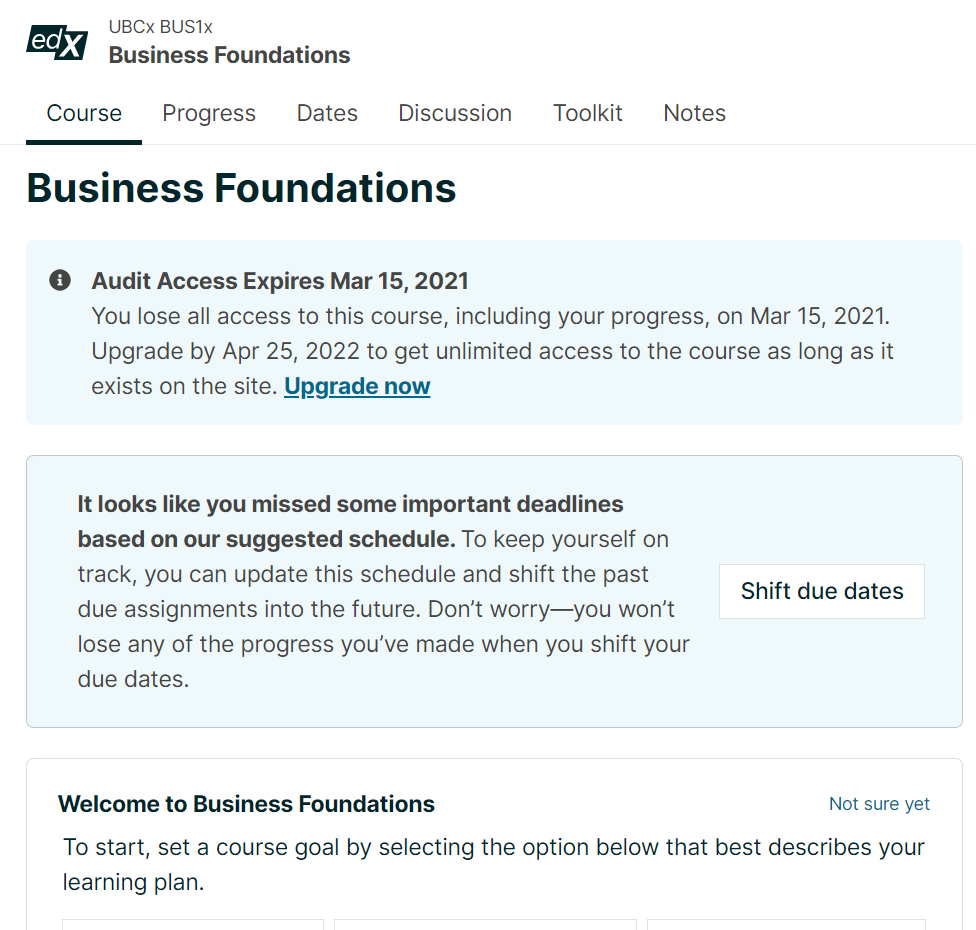 edX
UBCx BUS1x
Business Foundations
Course Progress Dates Discussion Toolkit Notes
Business Foundations
Audit Access Expires Mar 15, 2021
You lose all access to this course, including your progress, on Mar 15, 2021.
Upgrade by Apr 25, 2022 to get unlimited access to the course as long as it
exists on the site. Upgrade now
It looks like you missed some important deadlines
based on our suggested schedule. To keep yourself on
track, you can update this schedule and shift the past
due assignments into the future. Don’t worry—you won’t
lose any of the progress you’ve made when you shift your
due dates.
Shift due dates
Welcome to Business Foundations
Not sure yet
To start, set a course goal by selecting the option below that best describes your
learning plan.